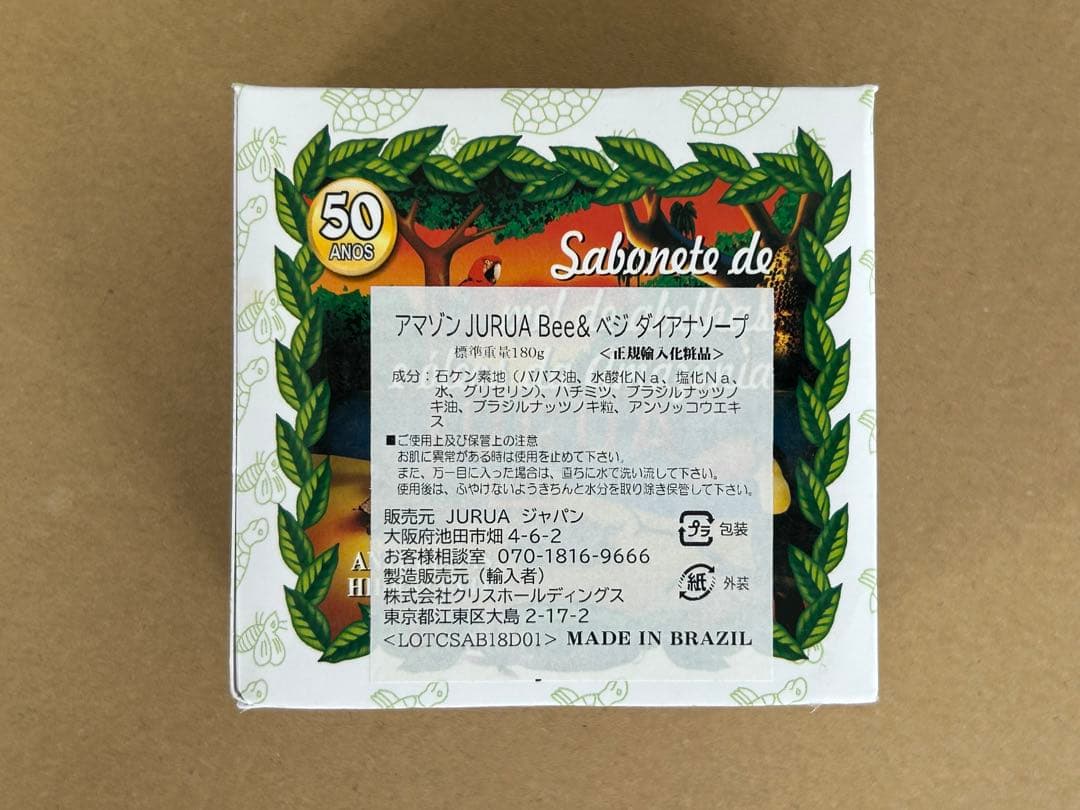 50
ANOS
Sabonete de
mel de abelhas
アマゾン JURUA Bee& ベジ ダイアナソープ
標準重量180g <正規輸入化粧品>
成分：石ケン素地（ババス油、水酸化Na、塩化Na、
水、グリセリン）、ハチミツ、ブラジルナッツノ
キ油、ブラジルナッツノキ粒、アンソッコウエキ
ス
■ご使用上及び保管上の注意
お肌に異常がある時は使用を止めて下さい。
また、万一目に入った場合は、直ちに水で洗い流して下さい。
使用後は、ふやけないようきちんと水分を取り除き保管して下さい。
販売元 JURUA ジャパン
大阪府池田市畑 4-6-2
お客様相談室 070-1816-9666
プラ 包装
製造販売元（輸入者）
株式会社クリスホールディングス
紙 外装
東京都江東区大島 2-17-2
<LOTCSAB18D01> MADE IN BRAZIL